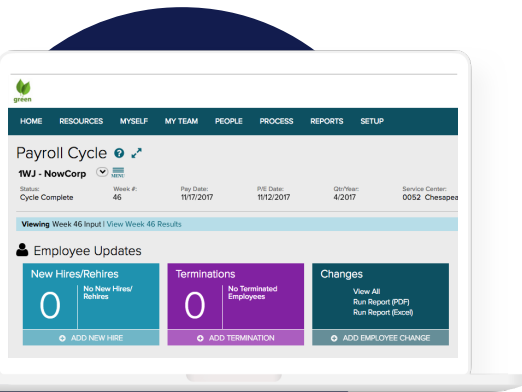 green
HOME RESOURCES MYSELF MY TEAM PEOPLE PROCESS REPORTS SETUP
Payroll Cycle ?
1WJ - NowCorp MENU
Status: Week #: Pay Date: P/E Date: Qtr/Year: Service Center:
Cycle Complete 46 11/17/2017 11/12/2017 4/2017 0052 Chesapea
Viewing Week 46 Input | View Week 46 Results
Employee Updates
New Hires/Rehires
0 No New Hires/
Rehires
ADD NEW HIRE
Terminations
0 No Terminated
Employees
ADD TERMINATION
Changes
View All
Run Report (PDF)
Run Report (Excel)
ADD EMPLOYEE CHANGE